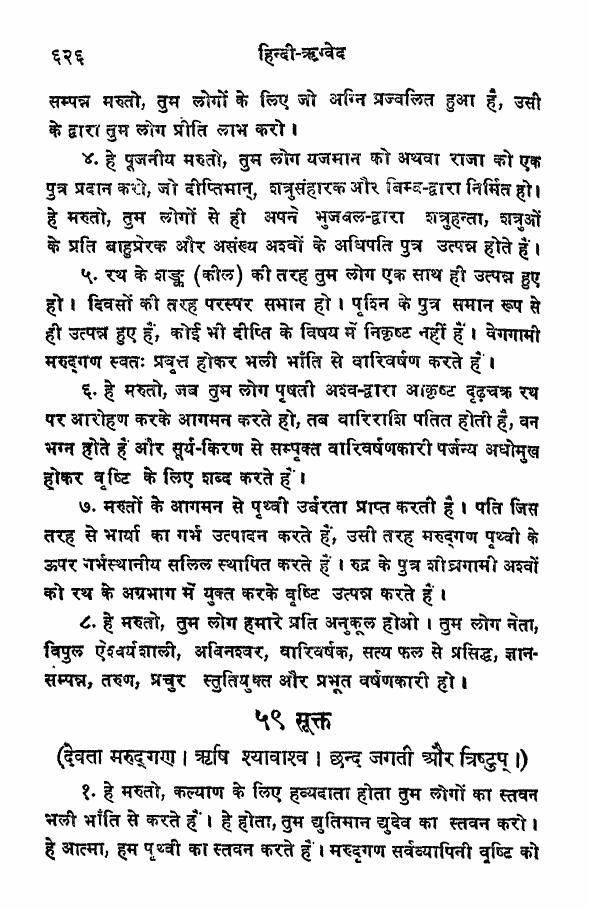 ६२६ हिन्दी-ऋग्वेद
सम्पन्न मरुतो, तुम लोगों के लिए जो अग्नि प्रज्वलित हुआ है, उसी
के द्वारा तुम लोग प्रीति लाभ करो ।
४. हे पूजनीय मरुतो, तुम लोग यजमान को अथवा राजा को एक
पुत्र प्रदान करो, जो दीप्तिमान्, शत्रुसंहारक और बिम्ब-द्वारा निर्मित हो।
हे मरुतो, तुम लोगों से ही अपने भुजबल-द्वारा शत्रुहन्ता, शत्रुओं
के प्रति बाहुप्रेरक और असंख्य अश्वों के अधिपति पुत्र उत्पन्न होते हैं।
५. रथ के शङ्कु (कील) की तरह तुम लोग एक साथ ही उत्पन्न हुए
हो । दिवसों की तरह परस्पर समान हो । पृश्नि के पुत्र समान रूप से
ही उत्पन्न हुए हैं, कोई भी दीप्ति के विषय में निकृष्ट नहीं हैं । वेगगामी
मरुद्गण स्वतः प्रवृत्त होकर भली भाँति से वारिवर्षण करते हैं ।
६. हे मरुतो, जब तुम लोग पृषती अश्व-द्वारा आकृष्ट दृढ़चक्र रथ
पर आरोहण करके आगमन करते हो, तब वारिराशि पतित होती है, वन
भग्न होते हैं और सूर्य-किरण से सम्पृक्त वारिवर्षणकारी पर्जन्य अधोमुख
होकर वृष्टि के लिए शब्द करते हैं ।
७. मरुतों के आगमन से पृथ्वी उर्बरता प्राप्त करती है । पति जिस
तरह से भार्या का गर्भ उत्पादन करते हैं, उसी तरह मरुद्गण पृथ्वी के
ऊपर गर्भस्थानीय सलिल स्थापित करते हैं । रुद्र के पुत्र शीघ्रगामी अश्वों
को रथ के अग्रभाग में युक्त करके वृष्टि उत्पन्न करते हैं ।
८. हे मरुतो, तुम लोग हमारे प्रति अनुकूल होओ । तुम लोग नेता,
विपुल ऐश्वर्यशाली, अविनश्वर, वारिवर्षक, सत्य फल से प्रसिद्ध, ज्ञान-
सम्पन्न, तरुण, प्रचुर स्तुतियुक्त और प्रभूत वर्षणकारी हो ।
५९ सूक्त
(देवता मरुद्गण । ऋषि श्यावाश्व । छन्द जगती और त्रिष्टुप् ।)
१. हे मरुतो, कल्याण के लिए हव्यदाता होता तुम लोगों का स्तवन
भली भाँति से करते हैं । हे होता, तुम द्युतिमान द्युदेव का स्तवन करो ।
हे आत्मा, हम पृथ्वी का स्तवन करते हैं । मरुद्गण सर्वव्यापिनी वृष्टि को